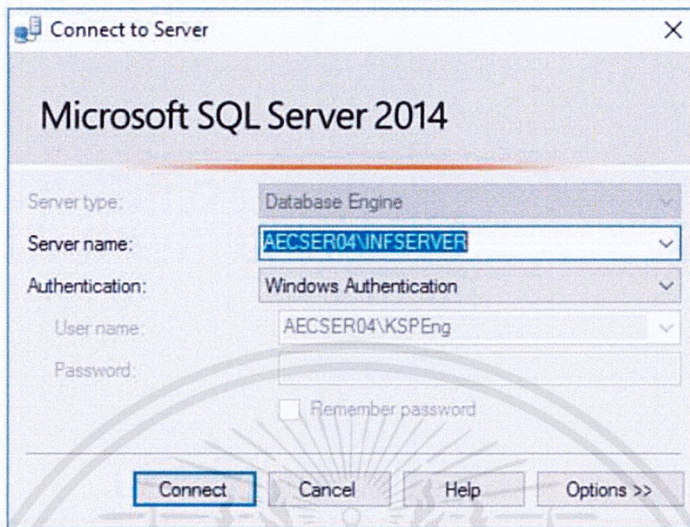 Connect to Server
Microsoft SQL Server 2014
Server type: Database Engine
Server name: AECSER04\INFSERVER
Authentication: Windows Authentication
User name: AECSER04\KSPEng
Password:
Remember password
Connect Cancel Help Options >>